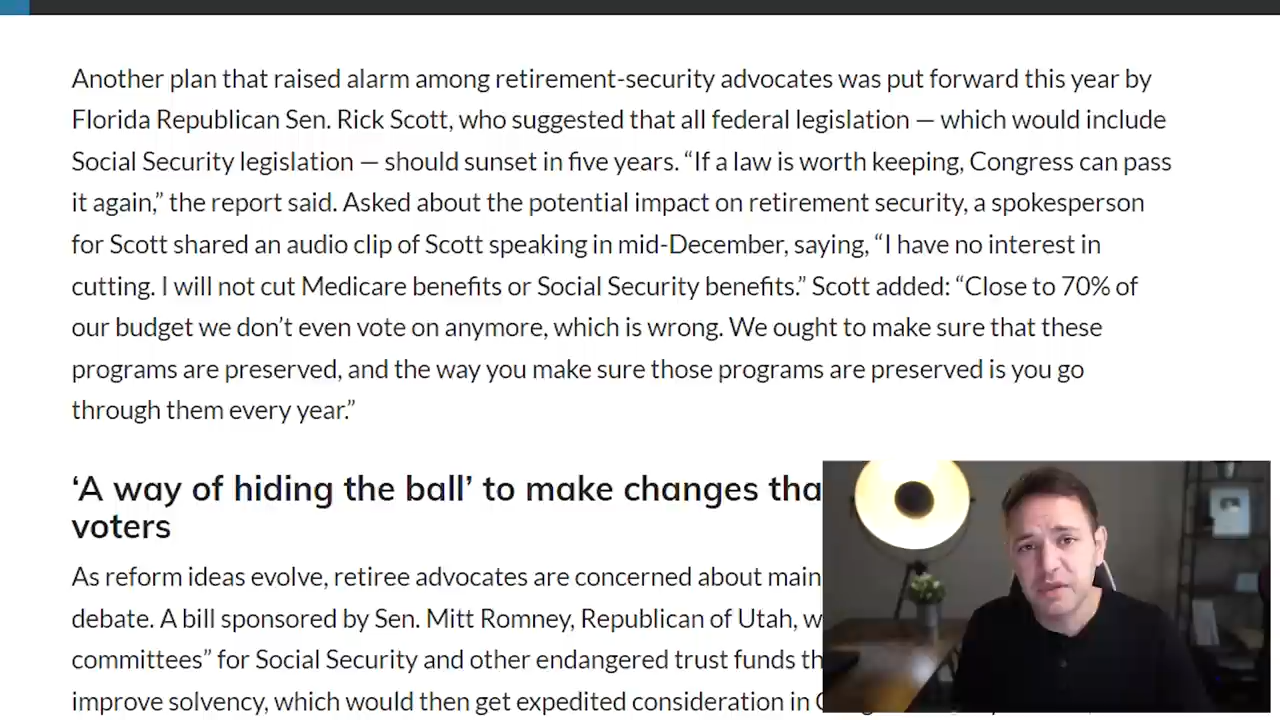 Another plan that raised alarm among retirement-security advocates was put forward this year by
Florida Republican Sen. Rick Scott, who suggested that all federal legislation — which would include
Social Security legislation — should sunset in five years. “If a law is worth keeping, Congress can pass
it again,” the report said. Asked about the potential impact on retirement security, a spokesperson
for Scott shared an audio clip of Scott speaking in mid-December, saying, “I have no interest in
cutting. I will not cut Medicare benefits or Social Security benefits.” Scott added: “Close to 70% of
our budget we don’t even vote on anymore, which is wrong. We ought to make sure that these
programs are preserved, and the way you make sure those programs are preserved is you go
through them every year.”
‘A way of hiding the ball’ to make changes
voters
As reform ideas evolve, retiree advocates are concerned about
debate. A bill sponsored by Sen. Mitt Romney, Republican of Utah,
committees” for Social Security and other endangered trust funds
improve solvency, which would then get expedited consideration in